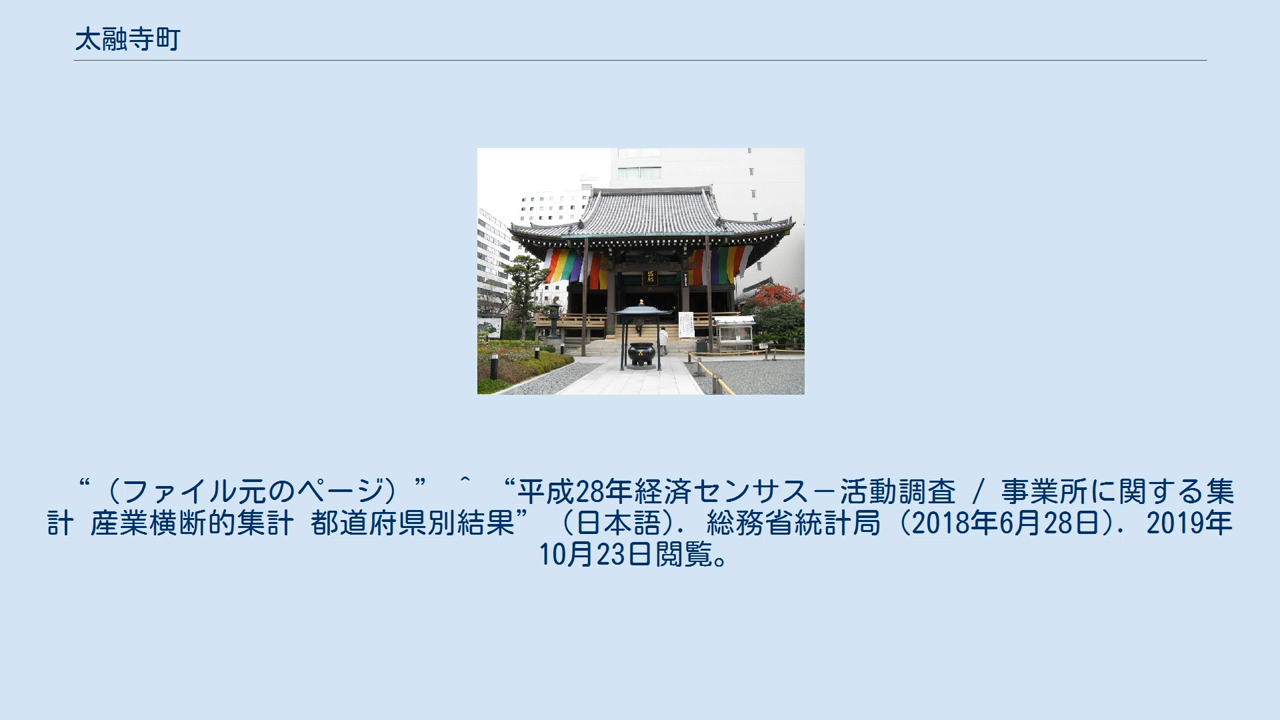 太融寺町
“（ファイル元のページ）” ^ “平成28年経済センサス－活動調査 / 事業所に関する集
計 産業横断的集計 都道府県別結果” （日本語). 総務省統計局 (2018年6月28日). 2019年
10月23日閲覧。